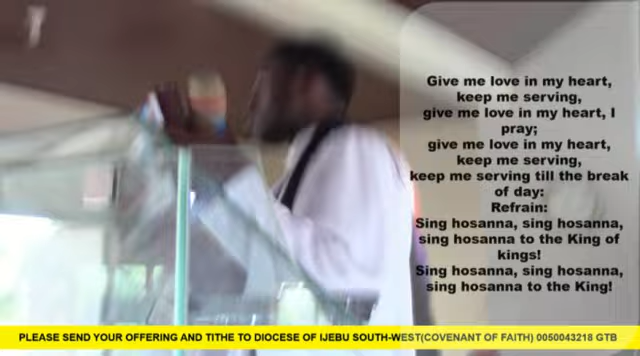 Give me love in my heart,
keep me serving,
give me love in my heart, I
pray;
give me love in my heart,
keep me serving,
keep me serving till the break
of day:
Refrain:
Sing hosanna, sing hosanna,
sing hosanna to the King of
kings!
Sing hosanna, sing hosanna,
sing hosanna to the King!
PLEASE SEND YOUR OFFERING AND TITHE TO DIOCESE OF IJEBU SOUTH-WEST(COVENANT OF FAITH) 0050043218 GTB